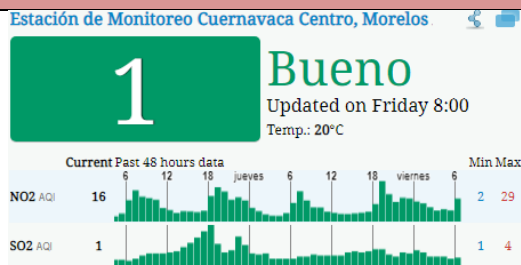 Estación de Monitoreo Cuernavaca Centro, Morelos
1
Bueno
Updated on Friday 8:00
Temp.: 20°C
Current Past 48 hours data Min Max
6 12 18 jueves 6 12 18 viernes 6
NO2 AQI 16 2 29
SO2 AQI 1 1 4